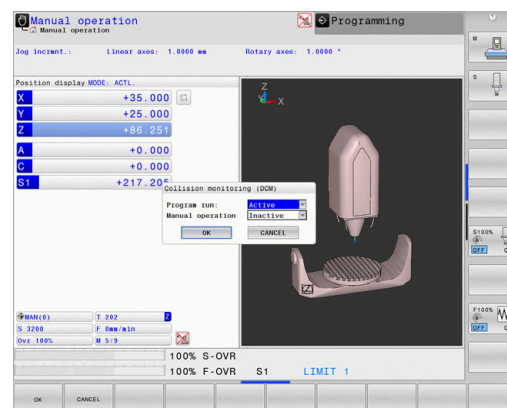 Manual operation
Programming
Manual operation
Jog incrmnt.: Linear axes: 1.0000 mm Rotary axes: 1.0000 °
Position display MODE: ACTL.
X +35.000
Y +25.000
Z +86.251
A +0.000
C +0.000
S1 +217.205
Z
Y
X
Collision monitoring (DCM)
Program run: Active
Manual operation Inactive
OK CANCEL
MAN(0) T 202 Z
S 3200 F 0mm/min
Ovr 100% M 5/9
100% S-OVR
100% F-OVR S1 LIMIT 1
OK CANCEL
M
S
S100%
OFF
F100%
OFF